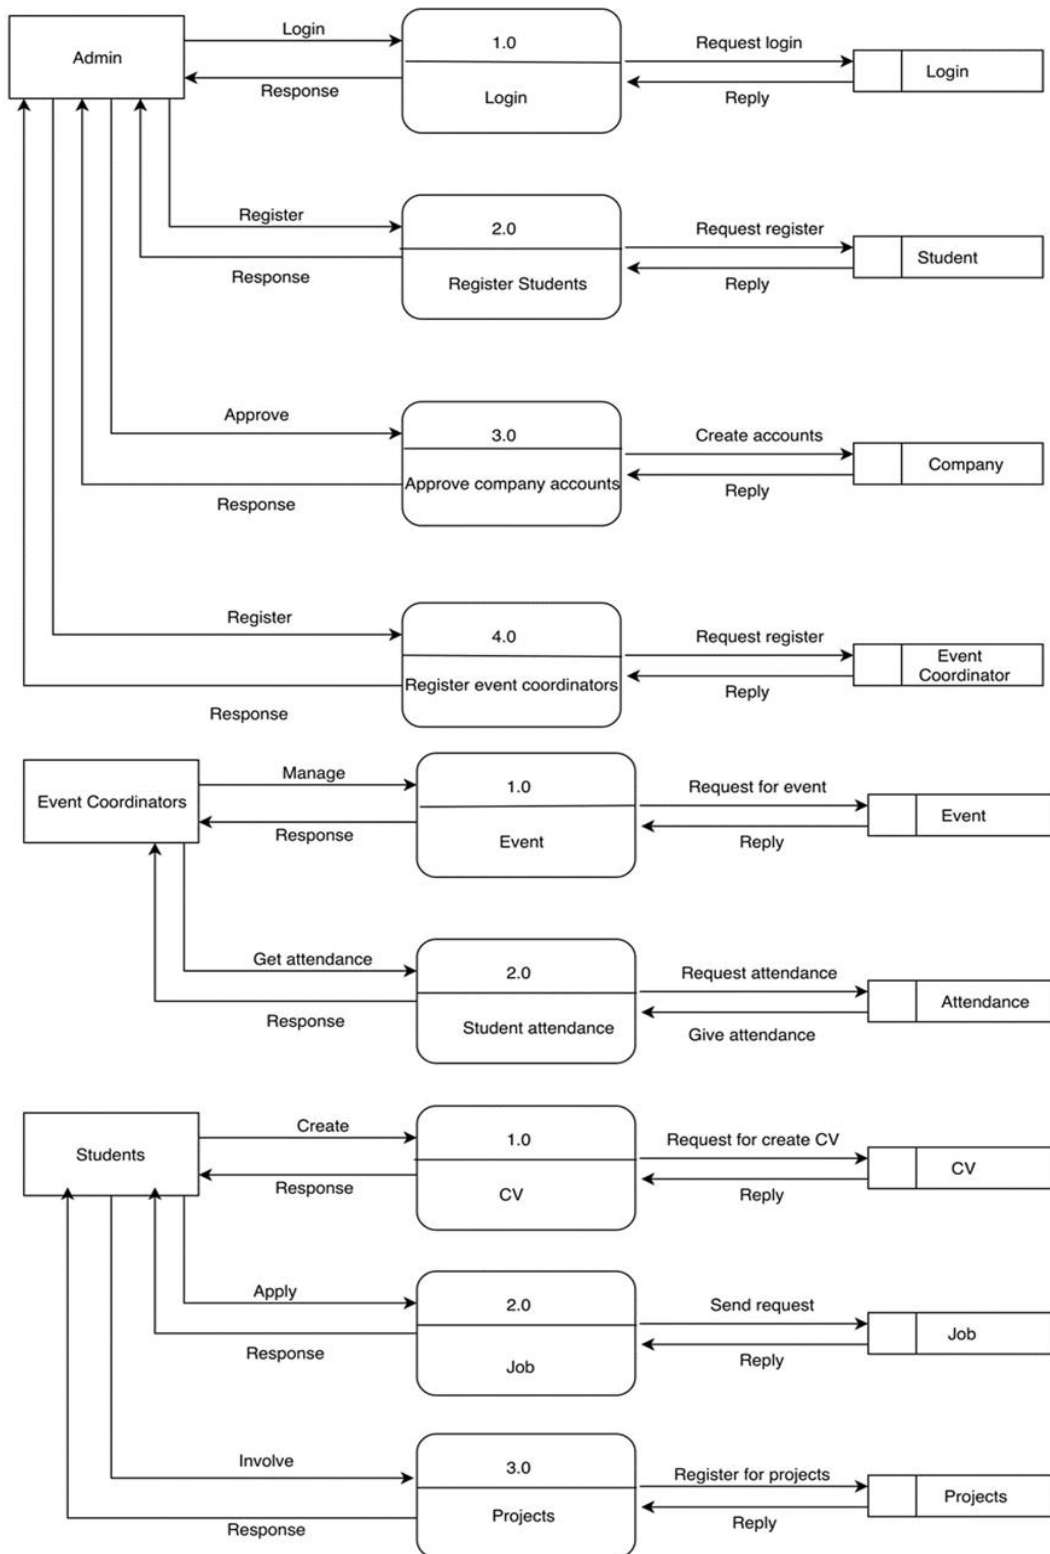 Login
1.0
Request login
Admin
Login
Response
Login
Reply
Register
2.0
Request register
Student
Response
Register Students
Reply
Approve
3.0
Create accounts
Company
Response
Approve company accounts
Reply
Register
4.0
Request register
Event
Coordinator
Response
Register event coordinators
Reply
Manage
1.0
Request for event
Event Coordinators
Event
Response
Event
Reply
Get attendance
2.0
Request attendance
Attendance
Response
Student attendance
Give attendance
Create
1.0
Request for create CV
Students
CV
Response
CV
Reply
Apply
2.0
Send request
Job
Response
Job
Reply
Involve
3.0
Register for projects
Projects
Response
Projects
Reply